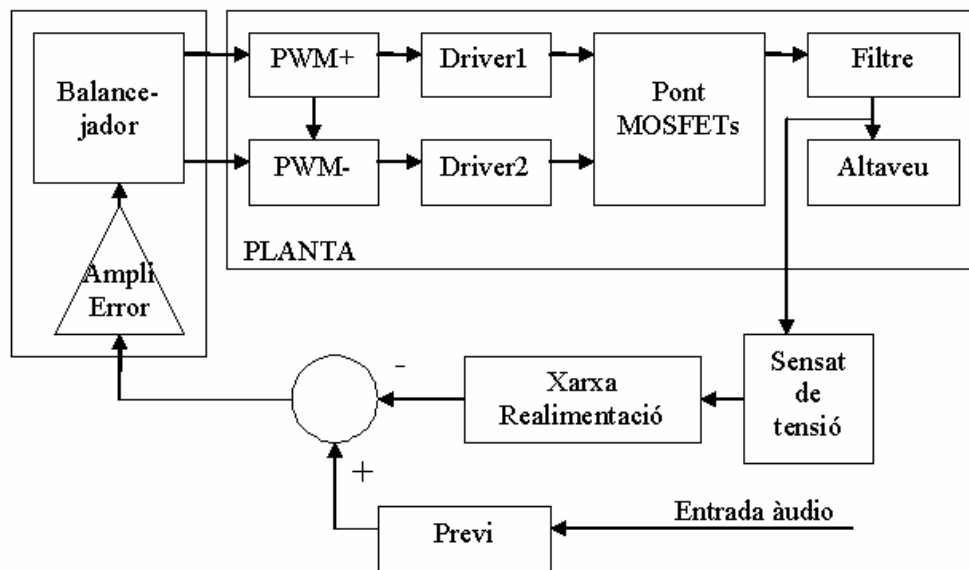 Balance-
jador
PWM+
Driver1
Pont
MOSFETs
Filtre
PWM-
Driver2
Altaveu
PLANTA
Ampli
Error
-
Xarxa
Realimentació
Sensat
de
tensió
+
Previ
Entrada àudio